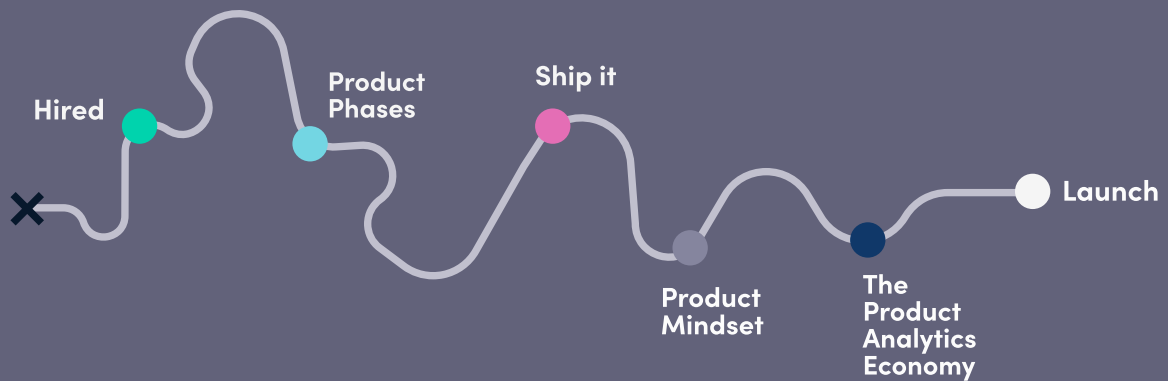 Hired
Product
Phases
Ship it
Product
Mindset
The
Product
Analytics
Economy
Launch